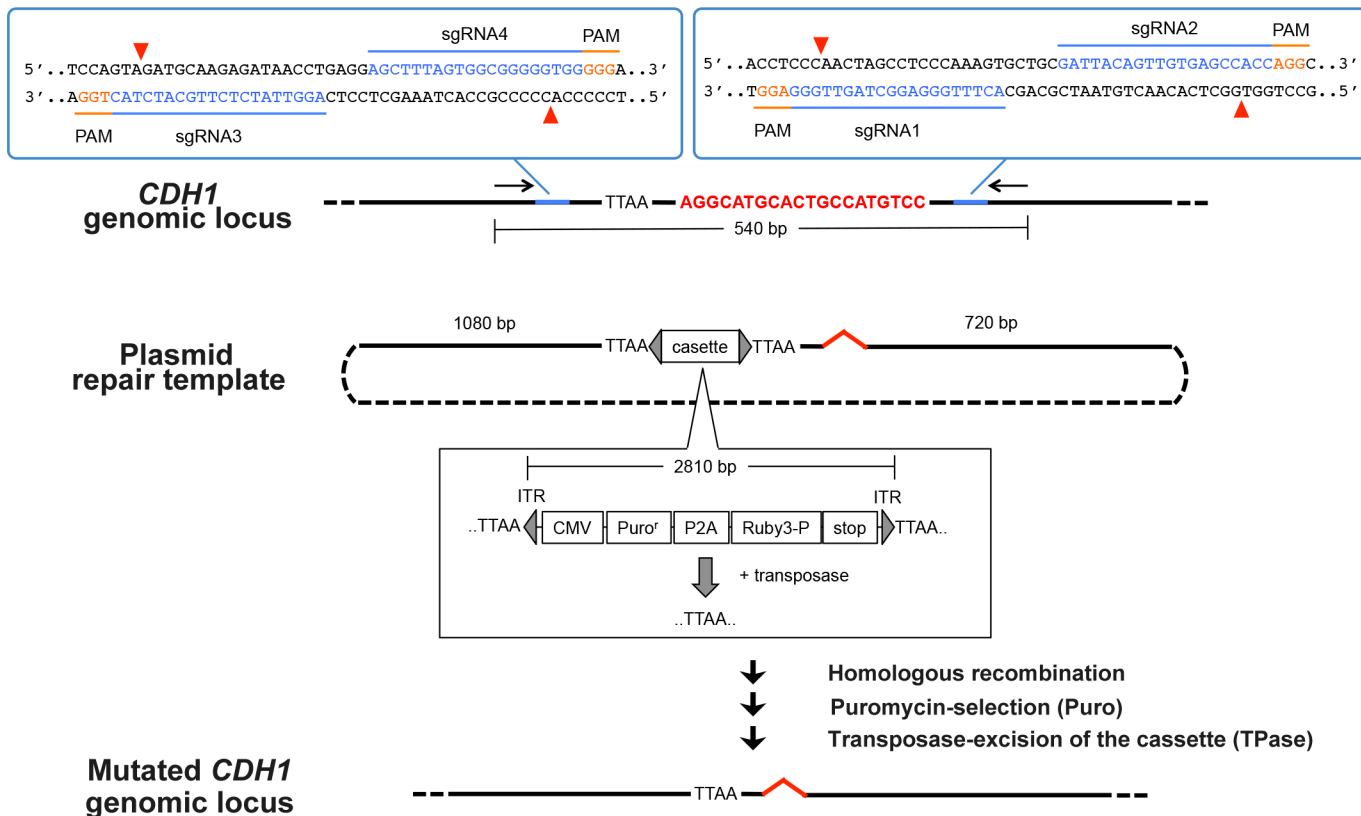 sgRNA4 PAM
5’..TCCAGTAGATGCAAGAGATAACCTGAGGAGCTTTAGTGGCGGGGGTGGGGGA..3’
3’..AGGTCATCTACGTTCTCTATTGGACTCCTCGAAATCACCGCCCCCACCCCCT..5’
PAM sgRNA3
sgRNA2 PAM
5’..ACCTCCCAACTAGCCTCCCAAAGTGCTGCGATTACAGTTGTGAGCCACCAGGC..3’
3’..TGGAGGGTTGATCGGAGGGTTTCACGACGCTAATGTCAACACTCGGTGGTCCG..5’
PAM sgRNA1
CDH1
genomic locus
TTAA AGGCATGCACTGCCATGTCC
540 bp
1080 bp 720 bp
Plasmid
repair template
TTAA casette TTAA
2810 bp
ITR ITR
..TTAA CMV Puroʳ P2A Ruby3-P stop TTAA..
+ transposase
..TTAA..
Homologous recombination
Puromycin-selection (Puro)
Transposase-excision of the cassette (TPase)
Mutated CDH1
genomic locus
TTAA